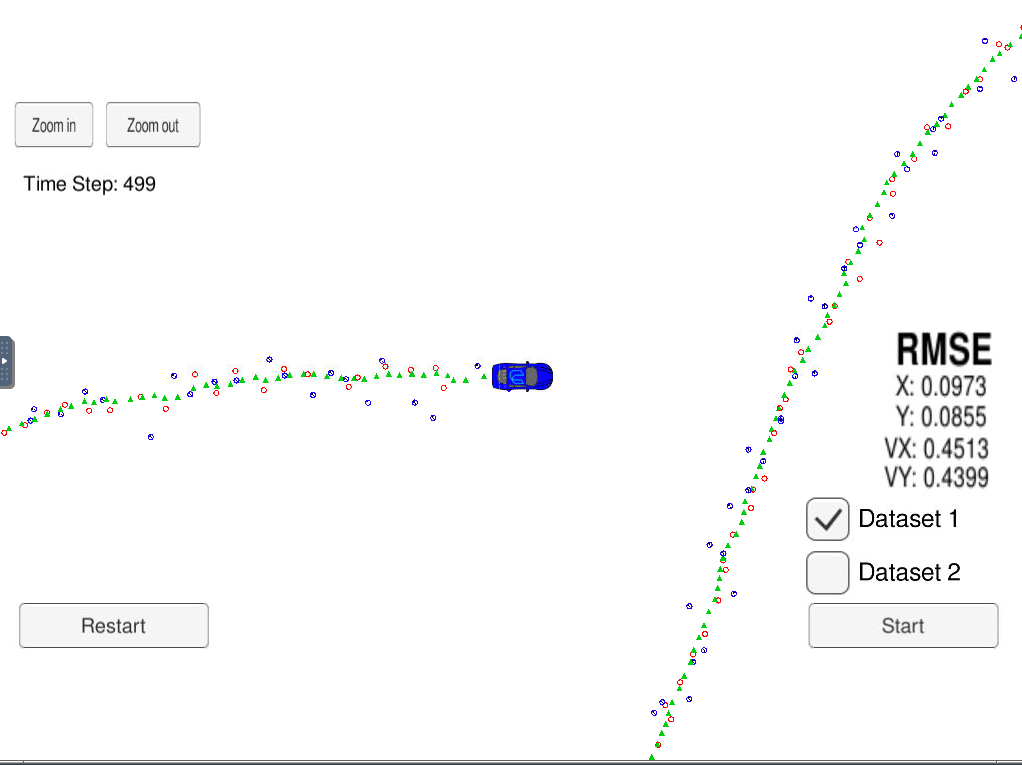 Zoom in
Zoom out
Time Step: 499
RMSE
X: 0.0973
Y: 0.0855
VX: 0.4513
VY: 0.4399
Dataset 1
Dataset 2
Restart
Start